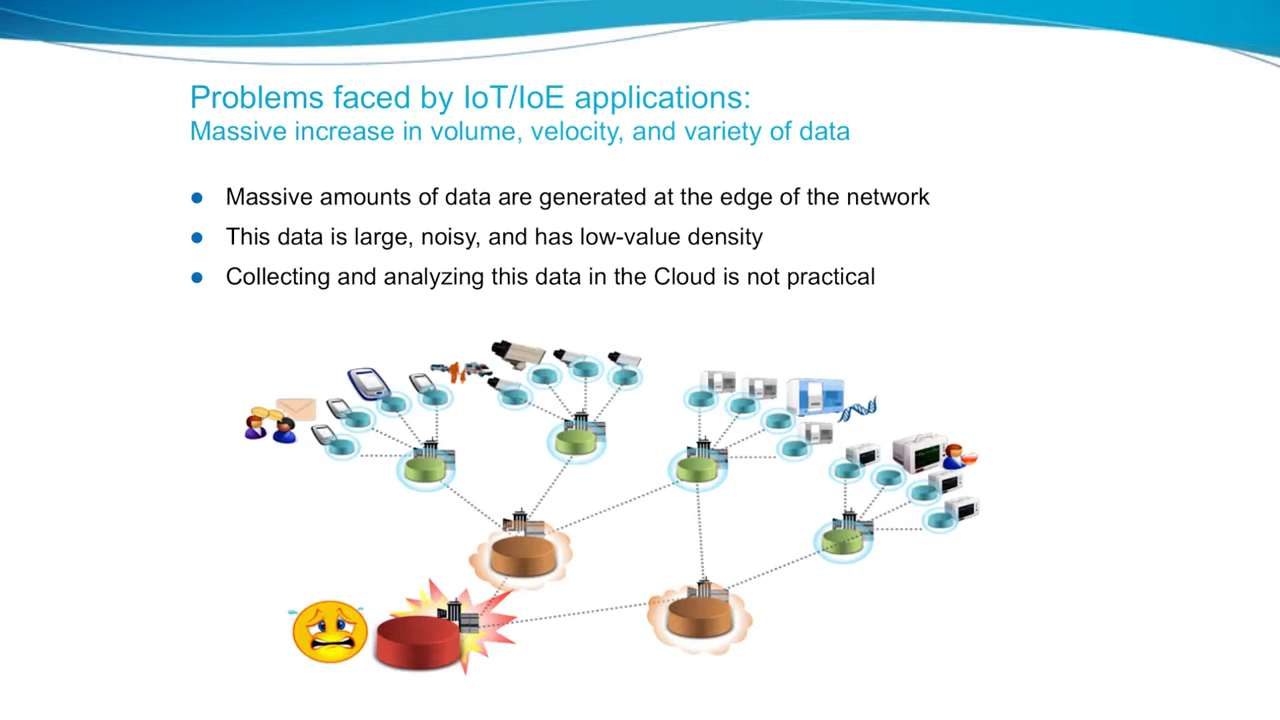 Problems faced by IoT/IoE applications:
Massive increase in volume, velocity, and variety of data
Massive amounts of data are generated at the edge of the network
This data is large, noisy, and has low-value density
Collecting and analyzing this data in the Cloud is not practical